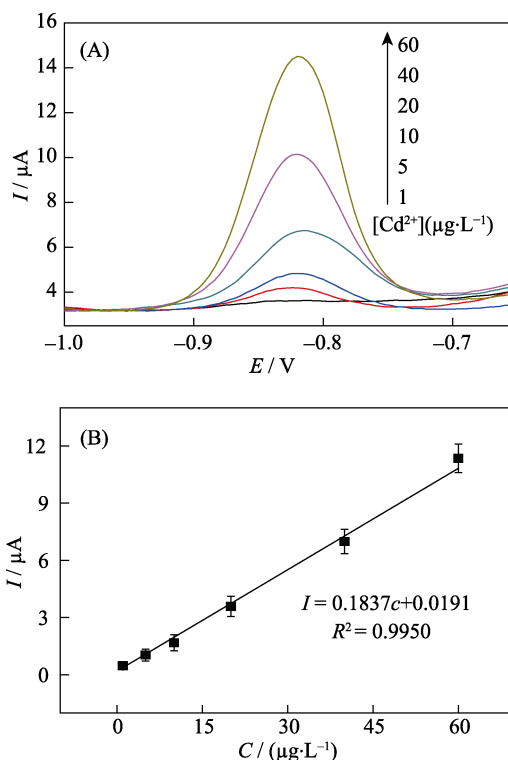 (A)
16
14
12
10
8
6
4
I / μA
60
40
20
10
5
1
[Cd²⁺](μg·L⁻¹)
–1.0 –0.9 –0.8 –0.7
E / V
(B)
12
9
6
3
0
I / μA
I = 0.1837c+0.0191
R² = 0.9950
0 15 30 45 60
C / (μg·L⁻¹)